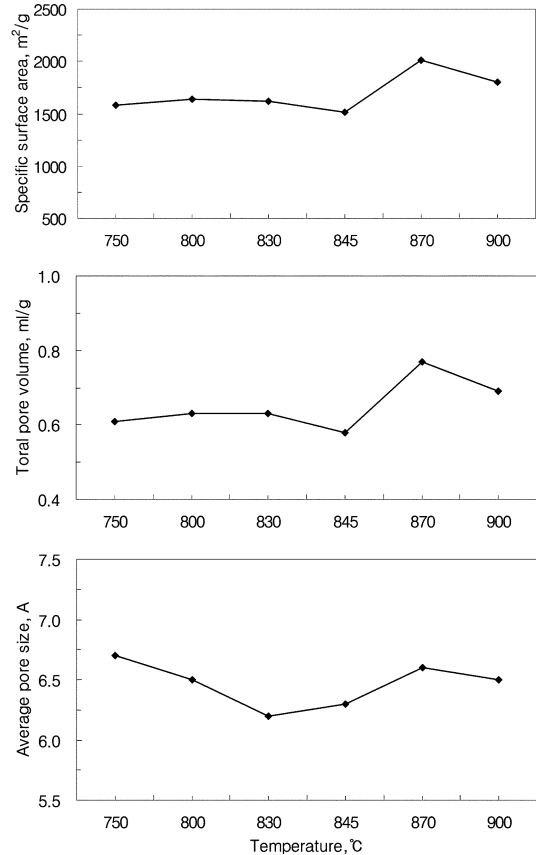 2500
2000
1500
1000
500
Specific surface area, m²/g
750 800 830 845 870 900
1.0
0.8
0.6
0.4
Toral pore volume, ml/g
750 800 830 845 870 900
7.5
7.0
6.5
6.0
5.5
Average pore size, A
750 800 830 845 870 900
Temperature,℃